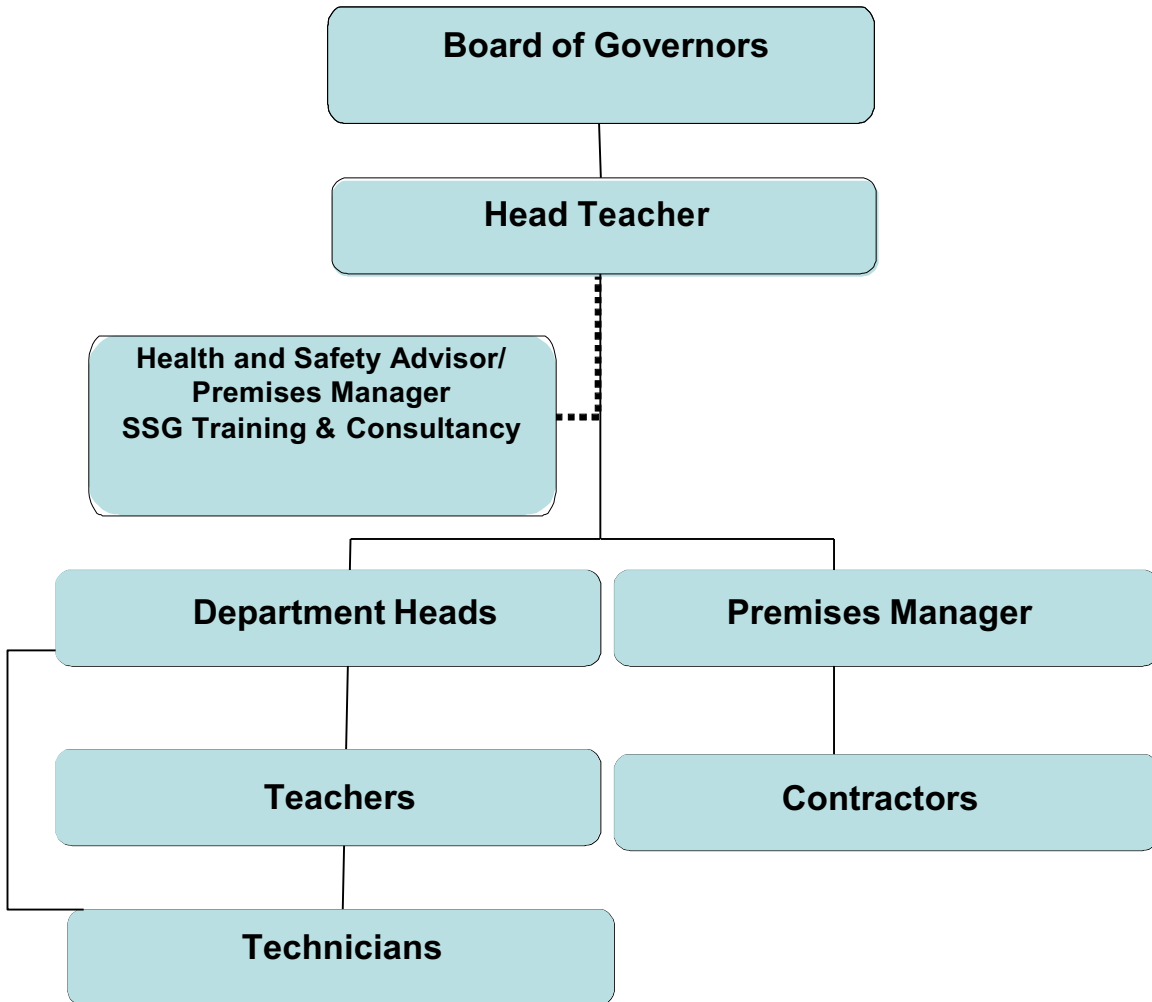 Board of Governors
Head Teacher
Health and Safety Advisor/
Premises Manager
SSG Training & Consultancy
Department Heads
Premises Manager
Teachers
Contractors
Technicians